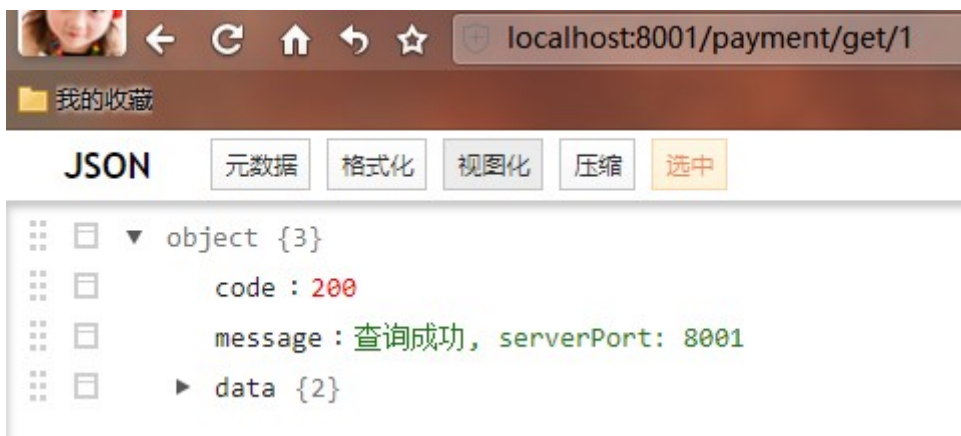 localhost:8001/payment/get/1
我的收藏
JSON 元数据 格式化 视图化 压缩 选中
object {3}
code : 200
message : 查询成功, serverPort: 8001
data {2}